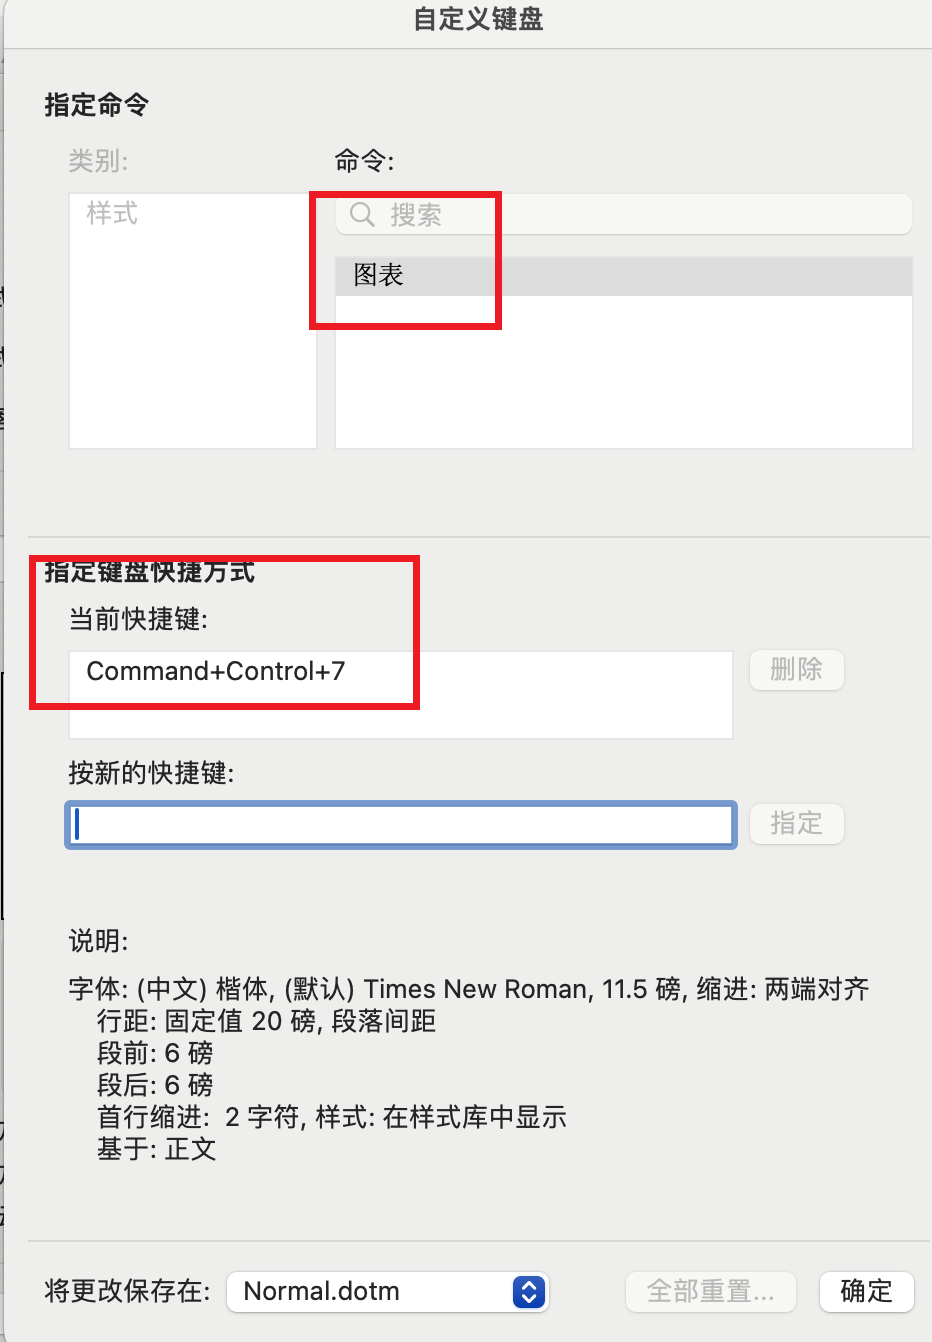 自定义键盘
指定命令
类别:
命令:
样式
搜索
图表
指定键盘快捷方式
当前快捷键:
Command+Control+7
删除
按新的快捷键:
指定
说明:
字体: (中文) 楷体, (默认) Times New Roman, 11.5 磅, 缩进: 两端对齐
行距: 固定值 20 磅, 段落间距
段前: 6 磅
段后: 6 磅
首行缩进: 2 字符, 样式: 在样式库中显示
基于: 正文
将更改保存在:
Normal.dotm
全部重置...
确定